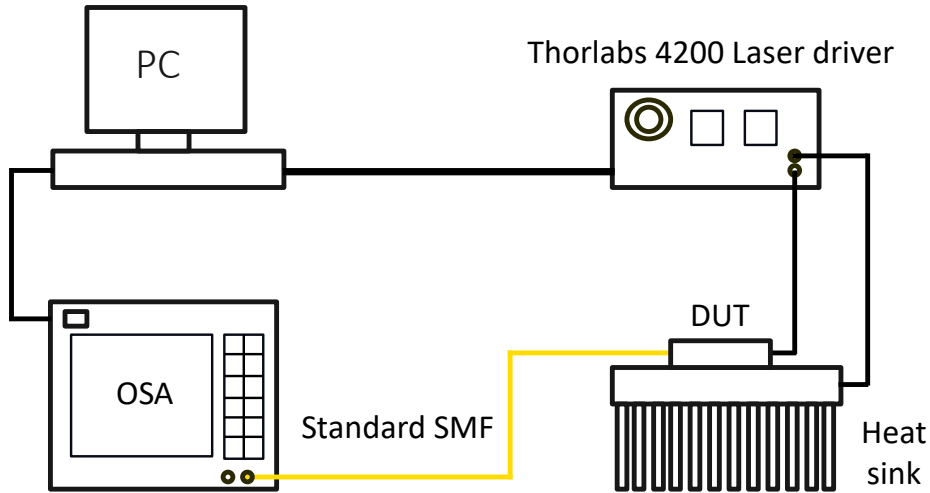 PC
Thorlabs 4200 Laser driver
DUT
OSA
Standard SMF
Heat
sink